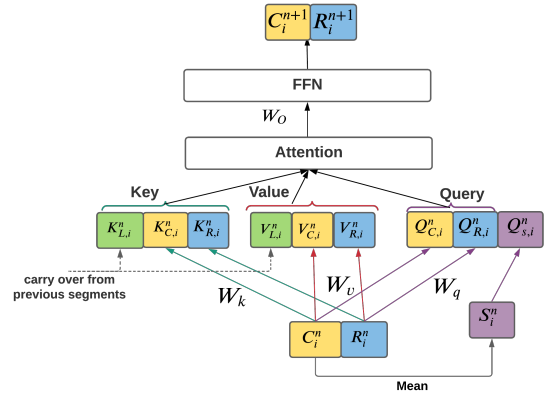 C_i^{n+1} R_i^{n+1}
FFN
W_O
Attention
Key Value Query
K_{L,i}^n K_{C,i}^n K_{R,i}^n V_{L,i}^n V_{C,i}^n V_{R,i}^n Q_{C,i}^n Q_{R,i}^n Q_{s,i}^n
carry over from
previous segments
W_k W_v W_q
C_i^n R_i^n S_i^n
Mean